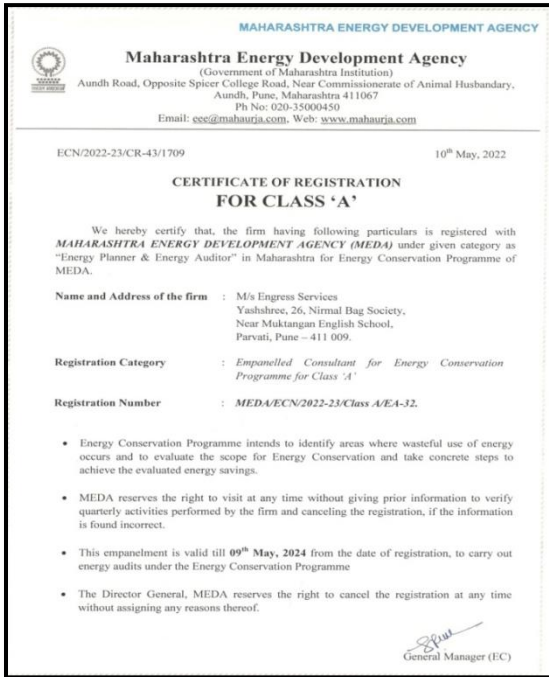 MAHARASHTRA ENERGY DEVELOPMENT AGENCY
Maharashtra Energy Development Agency
(Government of Maharashtra Institution)
Aundh Road, Opposite Spicer College Road, Near Commissionerate of Animal Husbandary,
Aundh, Pune, Maharashtra 411067
Ph No: 020-35000450
Email: eee@mahaurja.com, Web: www.mahaurja.com
ECN/2022-23/CR-43/1709 10th May, 2022
CERTIFICATE OF REGISTRATION
FOR CLASS ‘A’
We hereby certify that, the firm having following particulars is registered with
MAHARASHTRA ENERGY DEVELOPMENT AGENCY (MEDA) under given category as
“Energy Planner & Energy Auditor” in Maharashtra for Energy Conservation Programme of
MEDA.
Name and Address of the firm : M/s Engress Services
Yashshree, 26, Nirmal Bag Society,
Near Muktangan English School,
Parvati, Pune – 411 009.
Registration Category : Empanelled Consultant for Energy Conservation
Programme for Class ‘A’
Registration Number : MEDA/ECN/2022-23/Class A/EA-32.
• Energy Conservation Programme intends to identify areas where wasteful use of energy
occurs and to evaluate the scope for Energy Conservation and take concrete steps to
achieve the evaluated energy savings.
• MEDA reserves the right to visit at any time without giving prior information to verify
quarterly activities performed by the firm and canceling the registration, if the information
is found incorrect.
• This empanelment is valid till 09th May, 2024 from the date of registration, to carry out
energy audits under the Energy Conservation Programme
• The Director General, MEDA reserves the right to cancel the registration at any time
without assigning any reasons thereof.
General Manager (EC)